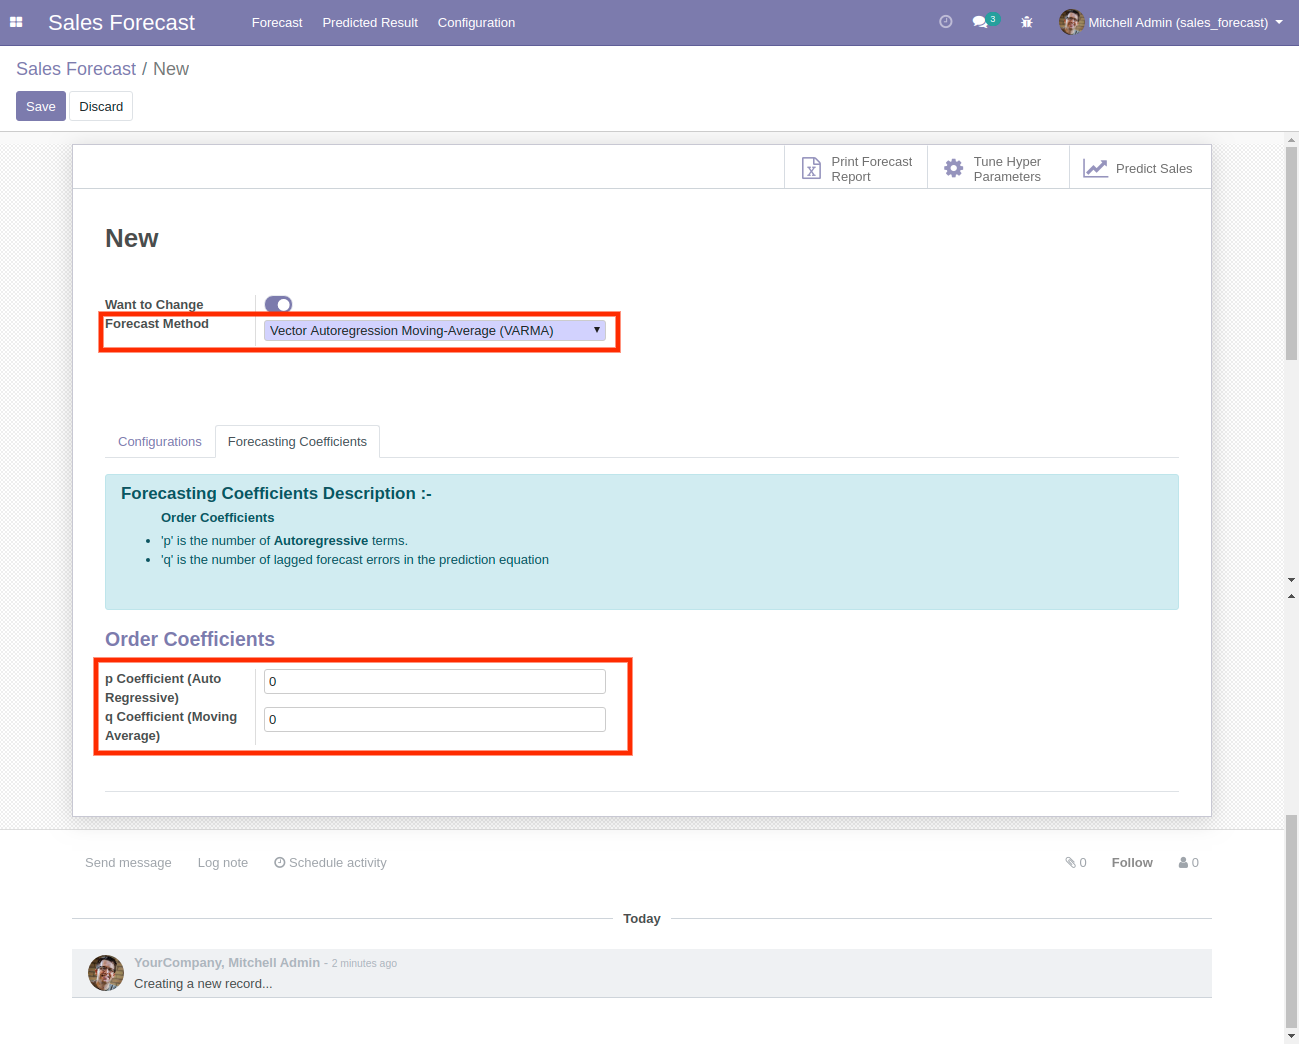 Sales Forecast Forecast Predicted Result Configuration 3 Mitchell Admin (sales_forecast)
Sales Forecast / New
Save Discard
Print Forecast Report
Tune Hyper Parameters
Predict Sales
New
Want to Change
Forecast Method Vector Autoregression Moving-Average (VARMA)
Configurations Forecasting Coefficients
Forecasting Coefficients Description :-
Order Coefficients
• 'p' is the number of Autoregressive terms.
• 'q' is the number of lagged forecast errors in the prediction equation
Order Coefficients
p Coefficient (Auto Regressive) 0
q Coefficient (Moving Average) 0
Send message Log note Schedule activity 0 Follow 0
Today
YourCompany, Mitchell Admin - 2 minutes ago
Creating a new record...